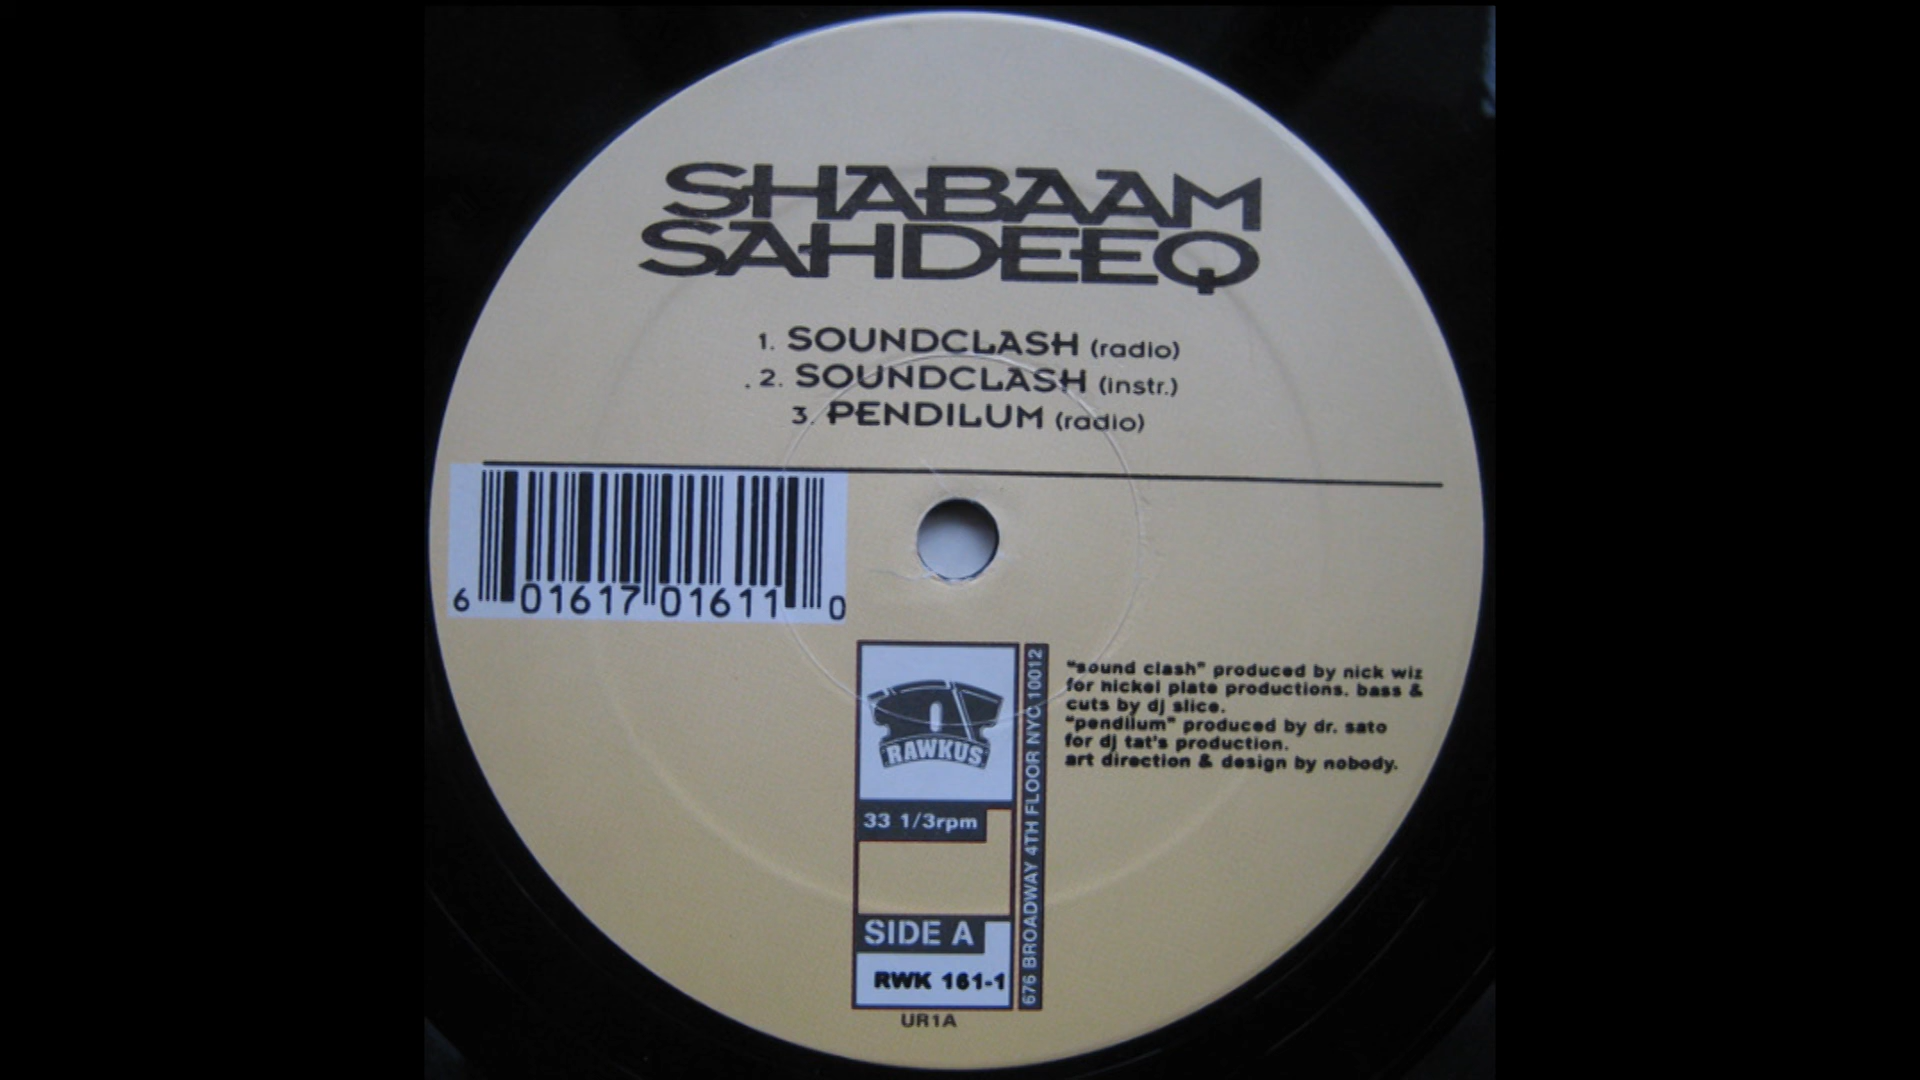 SHABAAM
SAHDEEQ
1. SOUNDCLASH (radio)
. 2. SOUNDCLASH (instr.)
3. PENDILUM (radio)
6 01617 01611 0
RAWKUS
33 1/3rpm
SIDE A
RWK 161-1
UR1A
676 BROADWAY 4TH FLOOR NYC 10012
"sound clash" produced by nick wiz
for nickel plate productions. bass &
cuts by dj slice.
"pendilum" produced by dr. sato
for dj tat's production.
art direction & design by nobody.